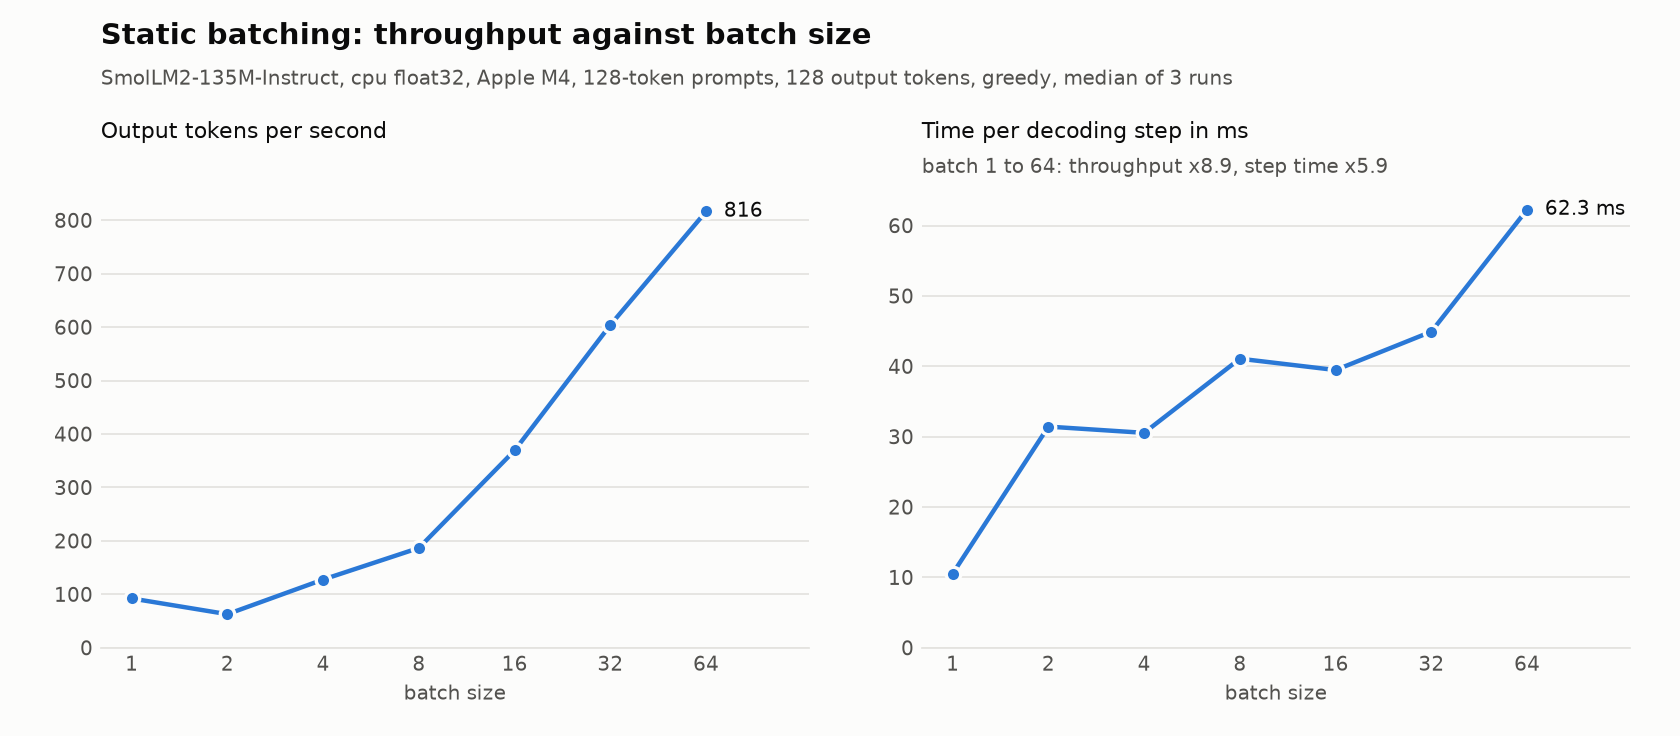 Static batching: throughput against batch size
SmolLM2-135M-Instruct, cpu float32, Apple M4, 128-token prompts, 128 output tokens, greedy, median of 3 runs
Output tokens per second
800
700
600
500
400
300
200
100
0
816
1 2 4 8 16 32 64
batch size
Time per decoding step in ms
batch 1 to 64: throughput x8.9, step time x5.9
60
50
40
30
20
10
0
62.3 ms
1 2 4 8 16 32 64
batch size